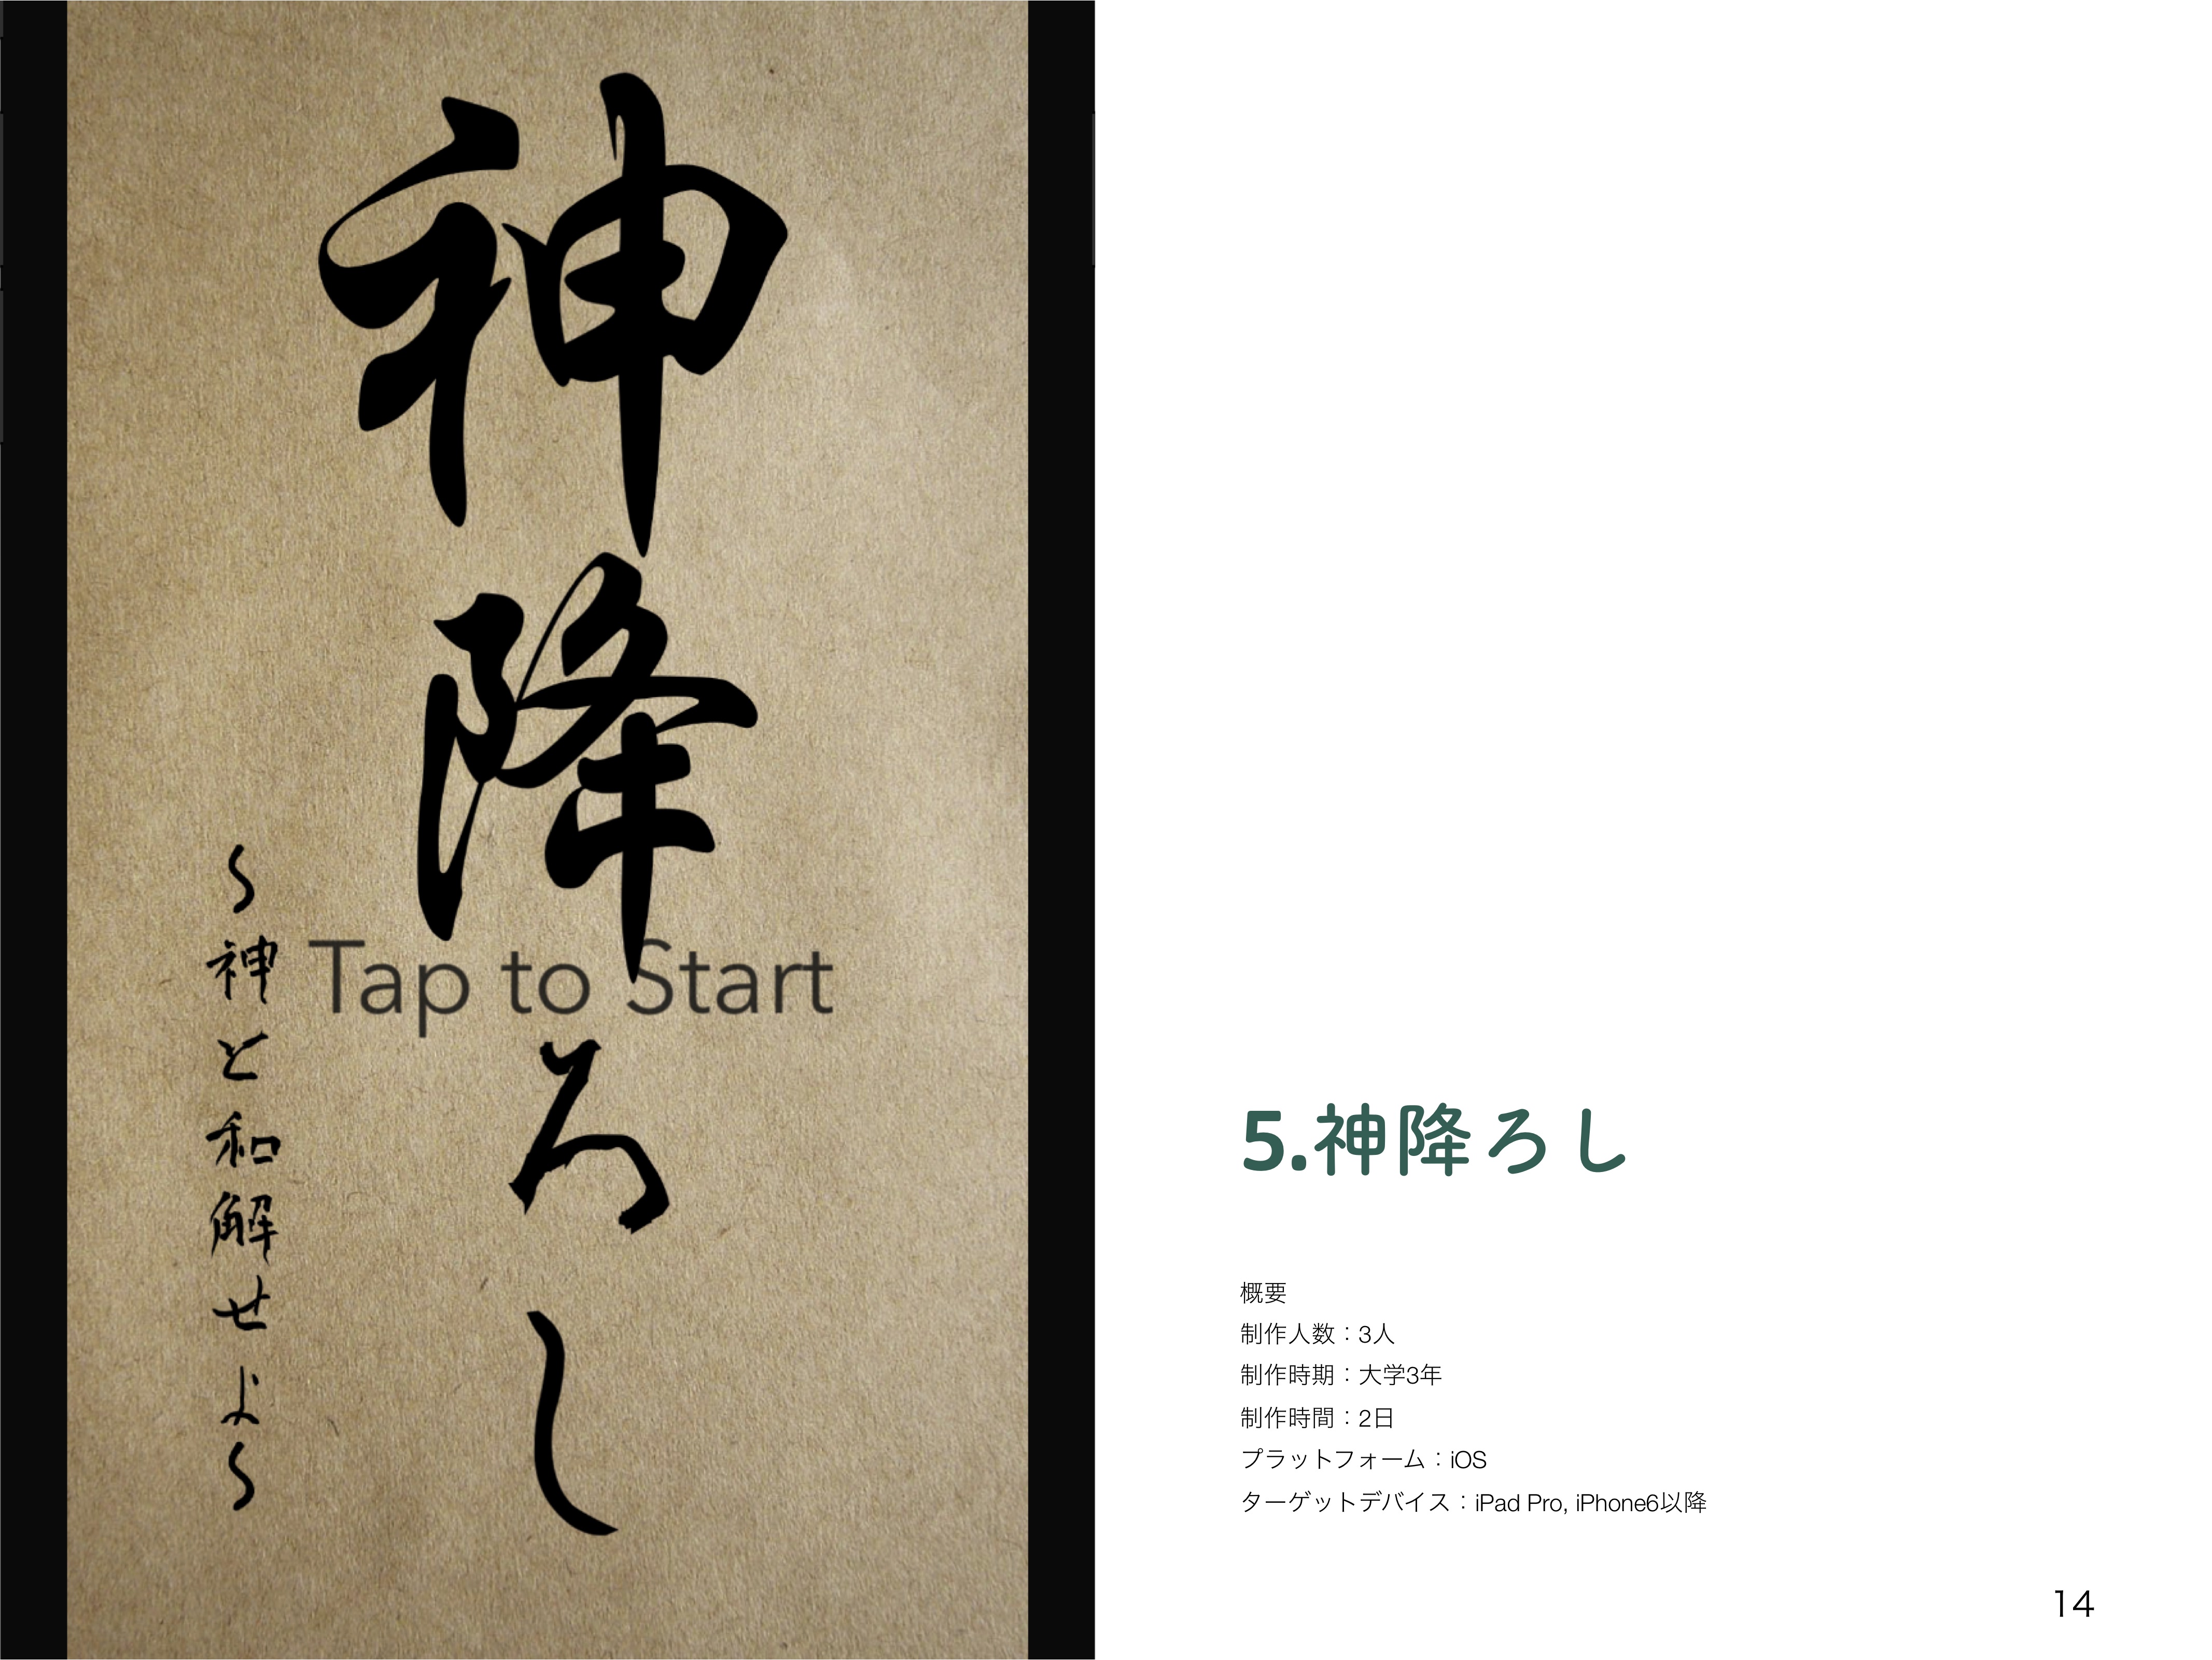 神降ろし
〜神と和解せよ〜
Tap to Start
5.神降ろし
概要
制作人数：3人
制作時期：大学3年
制作時間：2日
プラットフォーム：iOS
ターゲットデバイス：iPad Pro, iPhone6以降
14